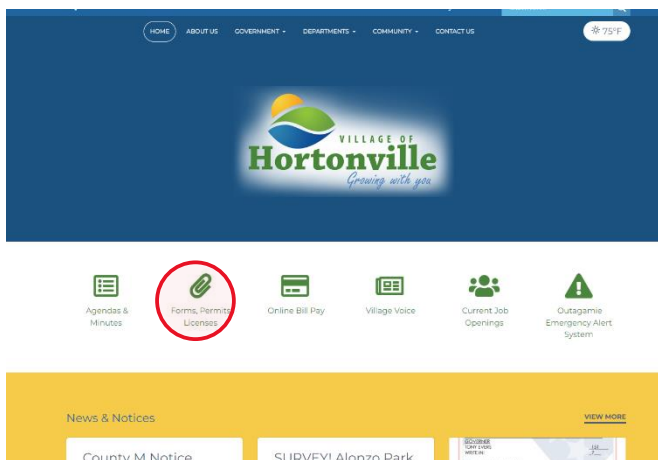 HOME ABOUT US GOVERNMENT DEPARTMENTS COMMUNITY CONTACT US 75°F
VILLAGE OF
Hortonville
Growing with you
Agendas & Minutes
Forms, Permits
Licenses
Online Bill Pay
Village Voice
Current Job
Openings
Outagamie
Emergency Alert
System
News & Notices VIEW MORE
County M Notice SURVEY! Alonzo Park